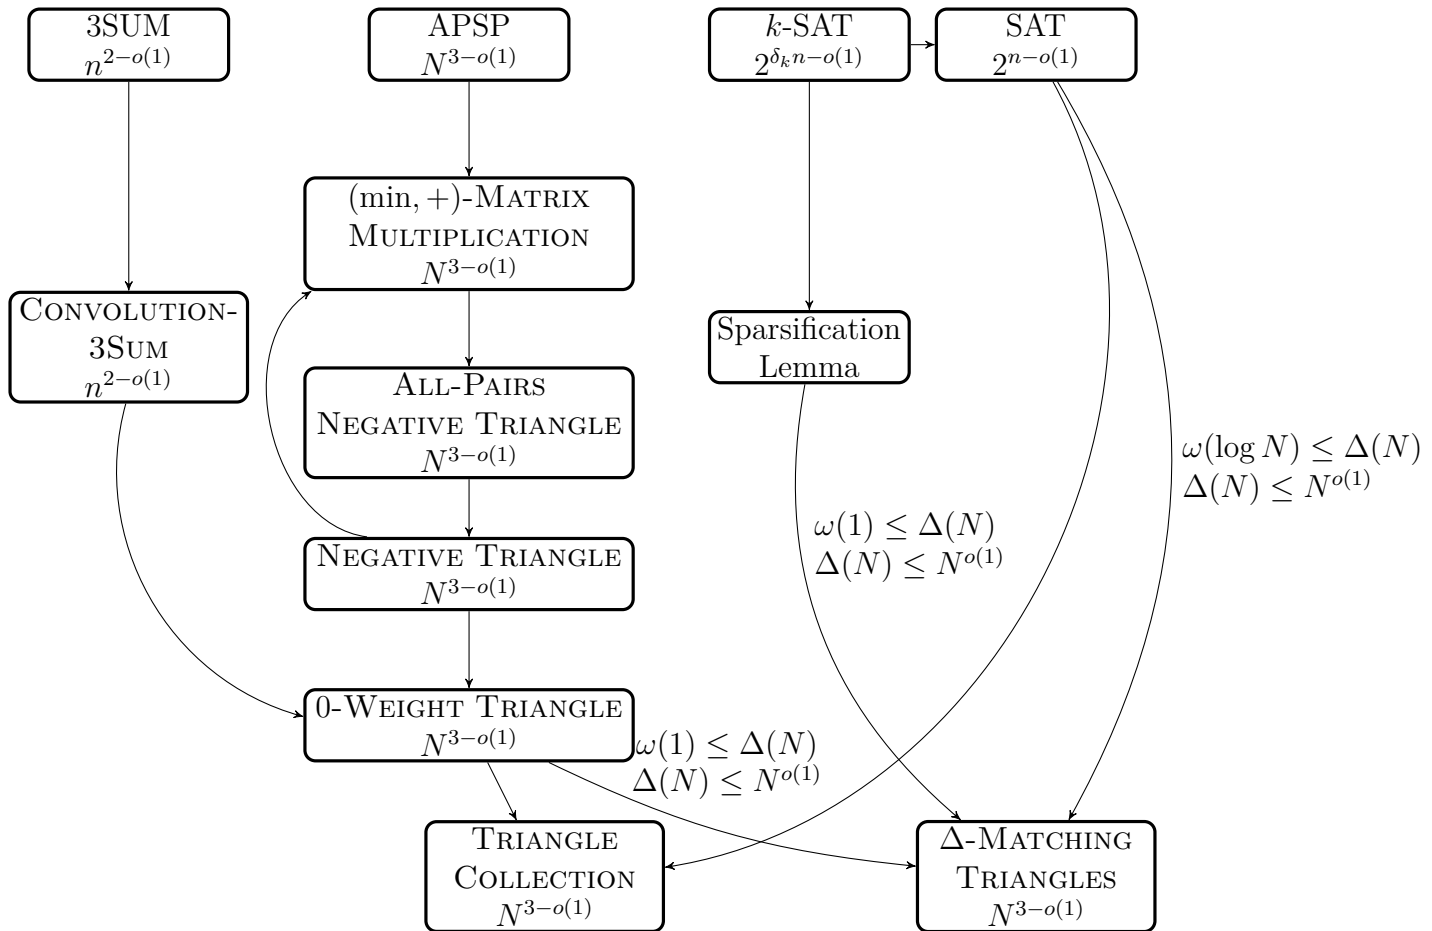 3SUM
n^{2−o(1)}
APSP
N^{3−o(1)}
k-SAT
2^{δ_k n−o(1)}
SAT
2^{n−o(1)}
(min, +)-Matrix
Multiplication
N^{3−o(1)}
Convolution-
3Sum
n^{2−o(1)}
Sparsification
Lemma
All-Pairs
Negative Triangle
N^{3−o(1)}
ω(log N) ≤ Δ(N)
Δ(N) ≤ N^{o(1)}
ω(1) ≤ Δ(N)
Δ(N) ≤ N^{o(1)}
Negative Triangle
N^{3−o(1)}
0-Weight Triangle
N^{3−o(1)}
ω(1) ≤ Δ(N)
Δ(N) ≤ N^{o(1)}
Triangle
Collection
N^{3−o(1)}
Δ-Matching
Triangles
N^{3−o(1)}